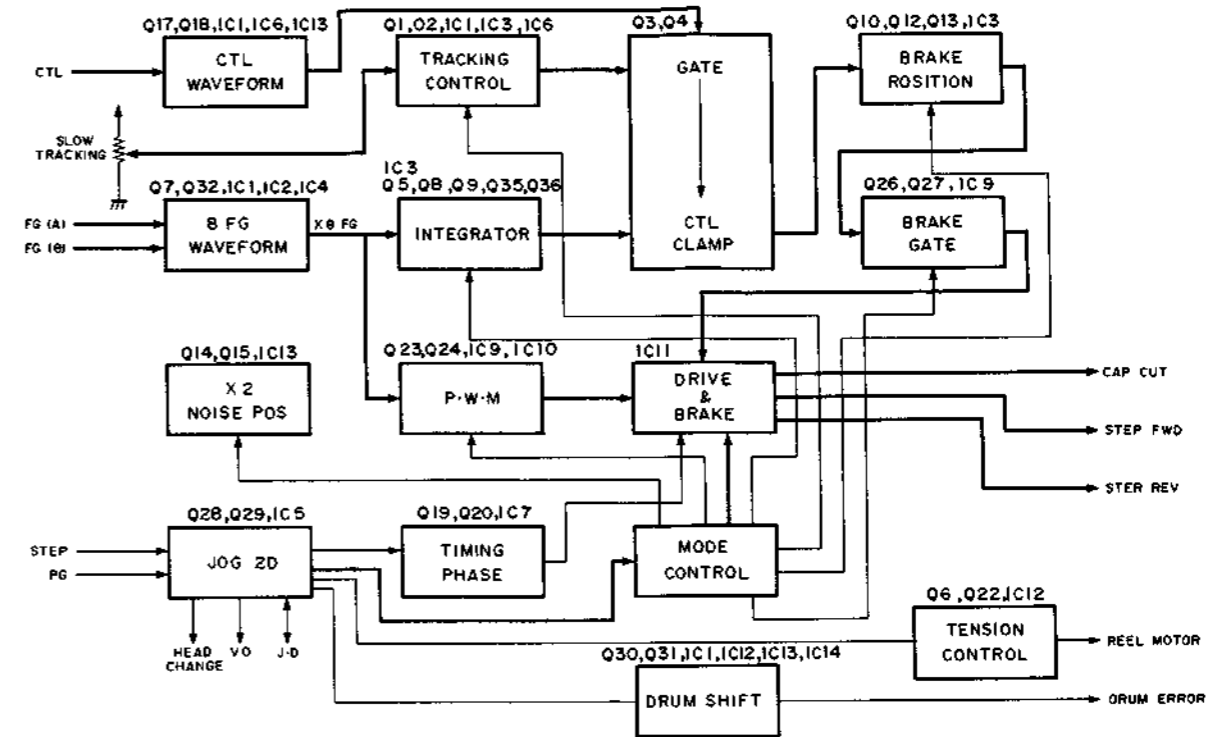 Q17,Q18,IC1,IC6,IC13
CTL
CTL
WAVEFORM
Q1,Q2,IC1,IC3,IC6
TRACKING
CONTROL
Q3,Q4
GATE
CTL
CLAMP
Q10,Q12,Q13,IC3
BRAKE
ROSITION
SLOW
TRACKING
Q7,Q32,IC1,IC2,IC4
FG (A)
FG (B)
8 FG
WAVEFORM
X8 FG
IC3
Q5,Q8,Q9,Q35,Q36
INTEGRATOR
Q26,Q27,IC9
BRAKE
GATE
Q14,Q15,IC13
X2
NOISE POS
Q23,Q24,IC9,IC10
P·W·M
IC11
DRIVE
&
BRAKE
CAP CUT
STEP FWD
STER REV
Q28,Q29,IC5
STEP
PG
JOG 2D
HEAD
CHANGE
VD
J·D
Q19,Q20,IC7
TIMING
PHASE
MODE
CONTROL
Q6,Q22,IC12
TENSION
CONTROL
REEL MOTOR
Q30,Q31,IC1,IC12,IC13,IC14
DRUM SHIFT
DRUM ERROR